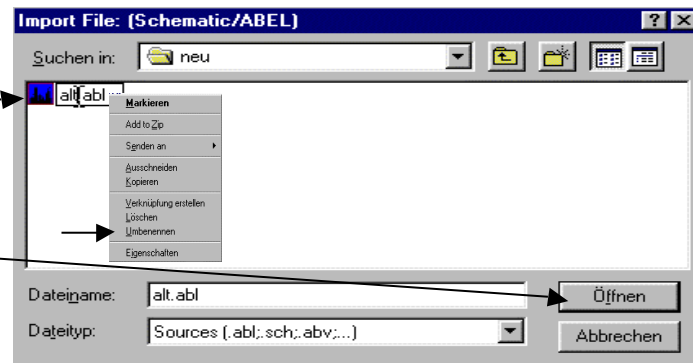 Import File: (Schematic/ABEL)
Suchen in: neu
alt.abl
Markieren
Add to Zip
Senden an
Ausschneiden
Kopieren
Verknüpfung erstellen
Löschen
Umbenennen
Eigenschaften
Dateiname: alt.abl Öffnen
Dateityp: Sources (.abl;.sch;.abv;...) Abbrechen